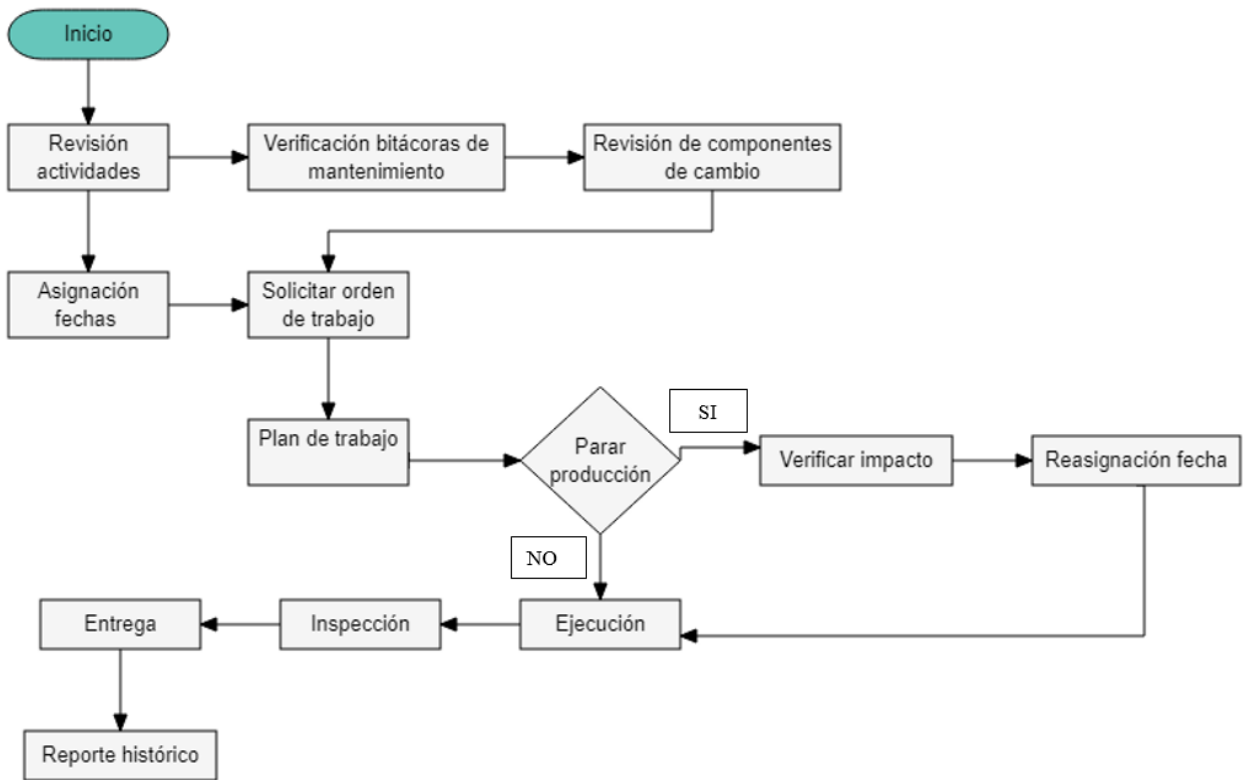 Inicio
Revisión
actividades
Verificación bitácoras de
mantenimiento
Revisión de componentes
de cambio
Asignación
fechas
Solicitar orden
de trabajo
Plan de trabajo
Parar
producción
SI
Verificar impacto
Reasignación fecha
NO
Ejecución
Inspección
Entrega
Reporte histórico